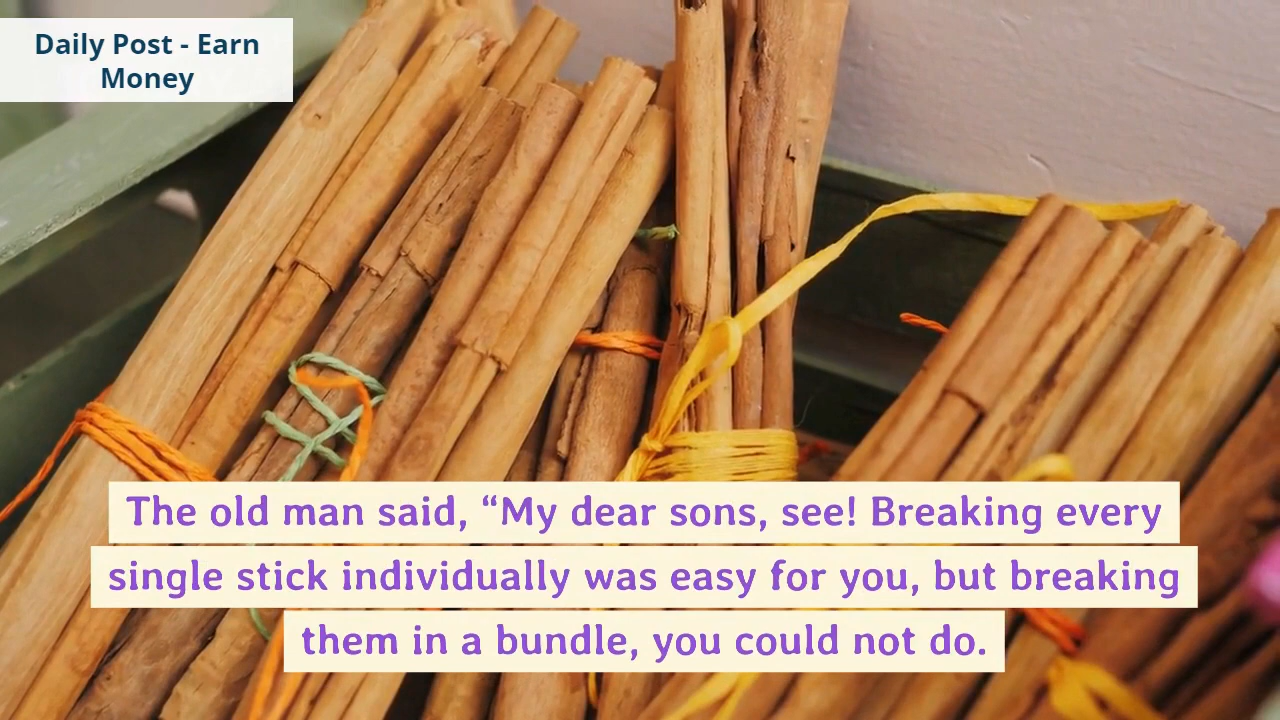 Daily Post - Earn
Money
The old man said, “My dear sons, see! Breaking every
single stick individually was easy for you, but breaking
them in a bundle, you could not do.